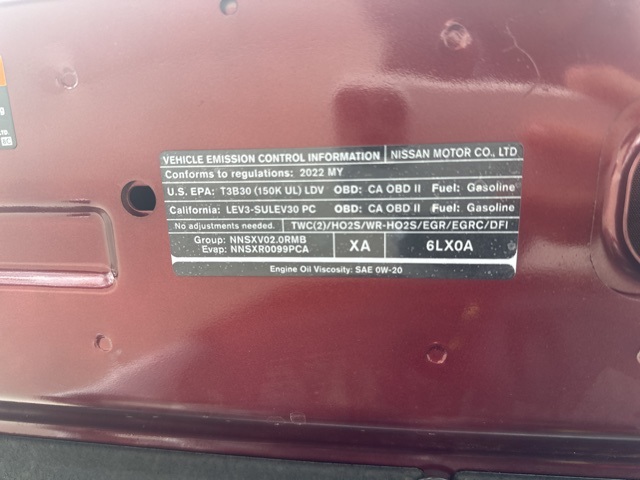 VEHICLE EMISSION CONTROL INFORMATION NISSAN MOTOR CO., LTD
Conforms to regulations: 2022 MY
U.S. EPA: T3B30 (150K UL) LDV OBD: CA OBD II Fuel: Gasoline
California: LEV3-SULEV30 PC OBD: CA OBD II Fuel: Gasoline
No adjustments needed. TWC(2)/HO2S/WR-HO2S/EGR/EGRC/DFI
Group: NNSXV02.0RMB
Evap: NNSXR0099PCA
XA
6LX0A
Engine Oil Viscosity: SAE 0W-20